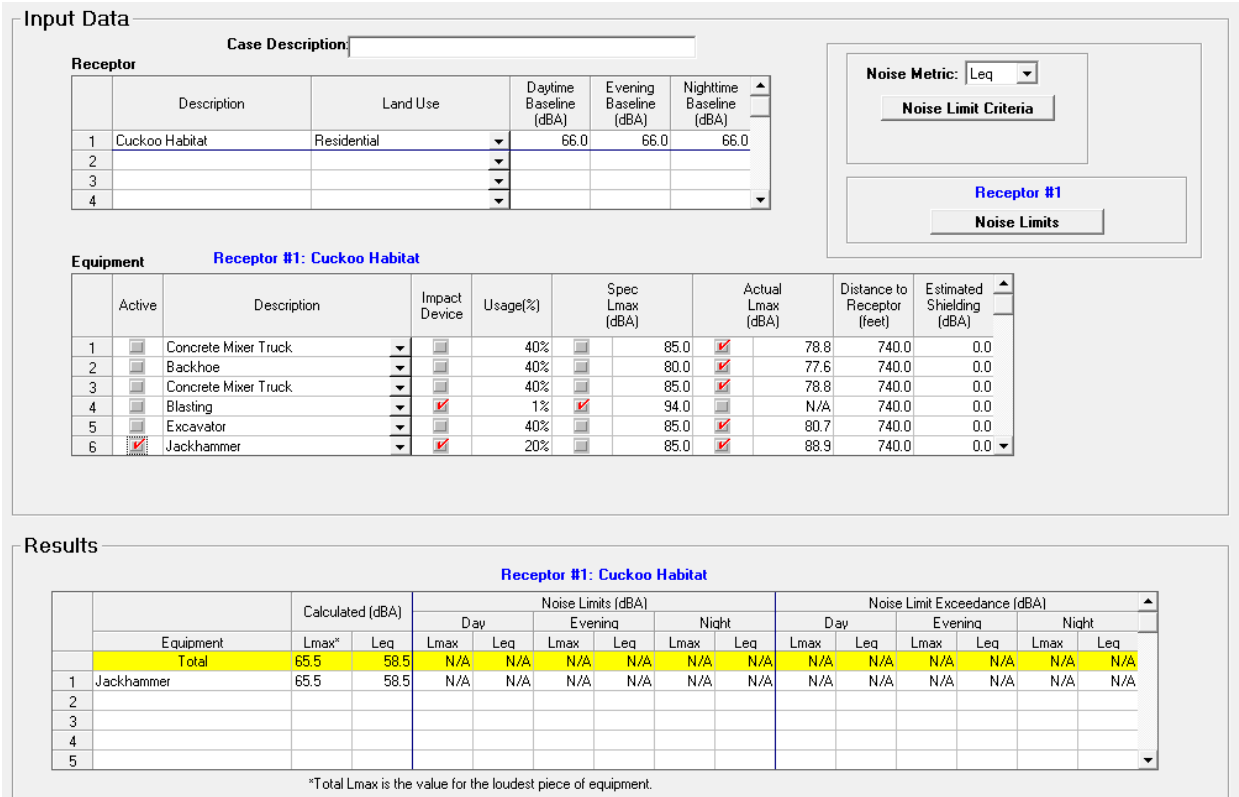 Input Data
Case Description:
Receptor
Description Land Use Daytime Baseline (dBA) Evening Baseline (dBA) Nighttime Baseline (dBA)
1 Cuckoo Habitat Residential 66.0 66.0 66.0
2
3
4
Noise Metric: Leq
Noise Limit Criteria
Receptor #1
Noise Limits
Equipment Receptor #1: Cuckoo Habitat
Active Description Impact Device Usage(%) Spec Lmax (dBA) Actual Lmax (dBA) Distance to Receptor (feet) Estimated Shielding (dBA)
1 Concrete Mixer Truck 40% 85.0 78.8 740.0 0.0
2 Backhoe 40% 80.0 77.6 740.0 0.0
3 Concrete Mixer Truck 40% 85.0 78.8 740.0 0.0
4 Blasting 1% 94.0 N/A 740.0 0.0
5 Excavator 40% 85.0 80.7 740.0 0.0
6 Jackhammer 20% 85.0 88.9 740.0 0.0
Results
Receptor #1: Cuckoo Habitat
Calculated (dBA) Noise Limits (dBA) Noise Limit Exceedance (dBA)
Day Evening Night Day Evening Night
Equipment Lmax* Leq Lmax Leq Lmax Leq Lmax Leq Lmax Leq Lmax Leq Lmax Leq
Total 65.5 58.5 N/A N/A N/A N/A N/A N/A N/A N/A N/A N/A N/A N/A
1 Jackhammer 65.5 58.5 N/A N/A N/A N/A N/A N/A N/A N/A N/A N/A N/A N/A
2
3
4
5
*Total Lmax is the value for the loudest piece of equipment.